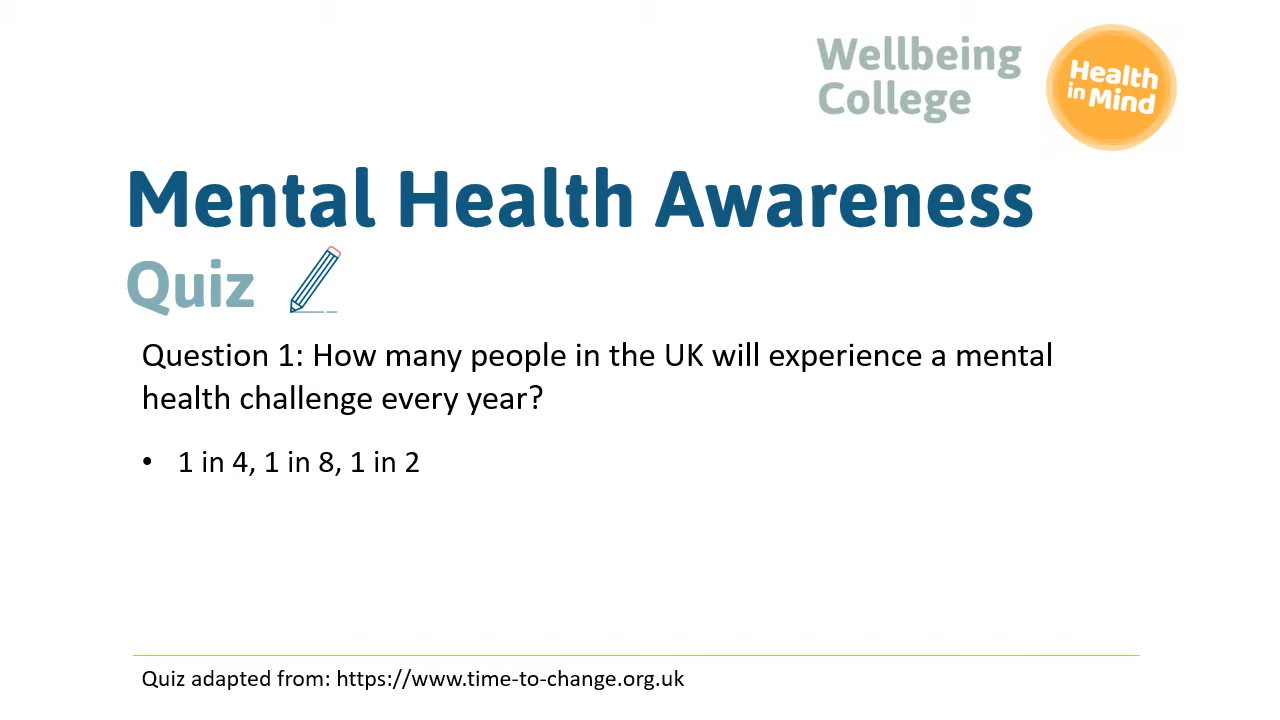 Wellbeing
College
Health
in Mind
Mental Health Awareness
Quiz
Question 1: How many people in the UK will experience a mental
health challenge every year?
• 1 in 4, 1 in 8, 1 in 2
Quiz adapted from: https://www.time-to-change.org.uk